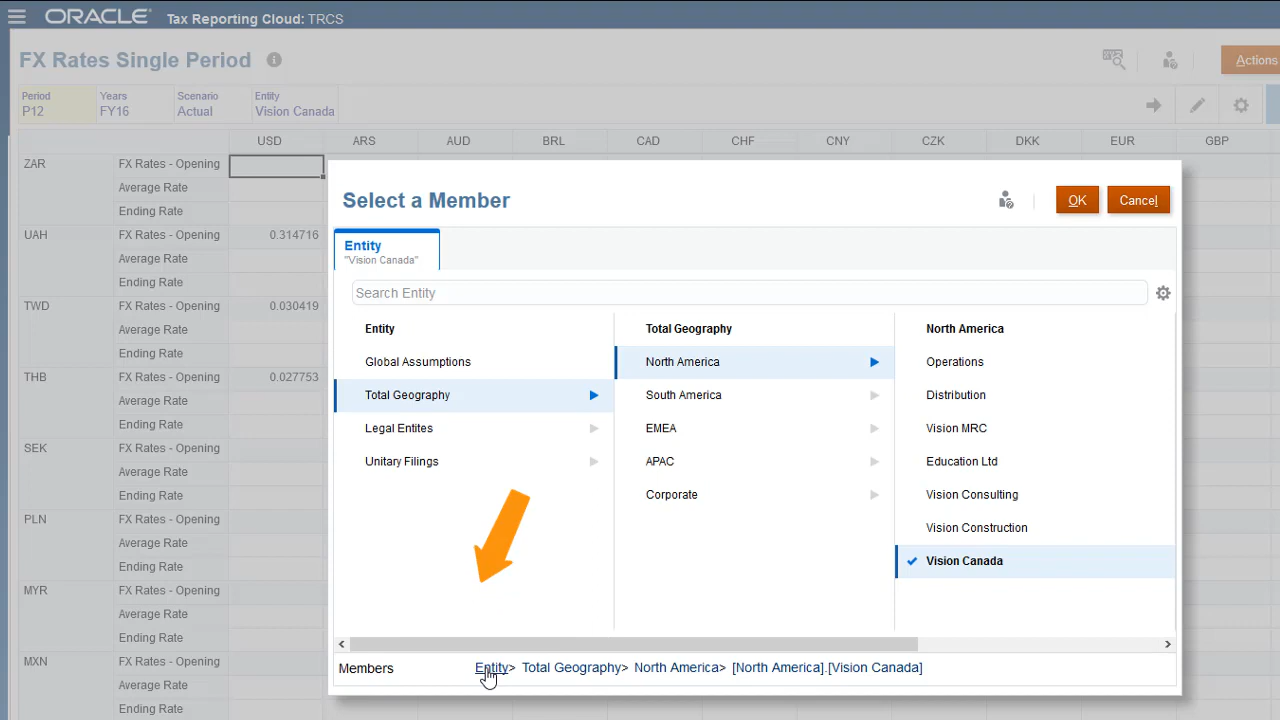 ORACLE Tax Reporting Cloud: TRCS
FX Rates Single Period
Actions
Period Years Scenario Entity
P12 FY16 Actual Vision Canada
USD ARS AUD BRL CAD CHF CNY CZK DKK EUR GBP
ZAR FX Rates - Opening
Average Rate
Ending Rate
UAH FX Rates - Opening 0.314716
Average Rate
Ending Rate
TWD FX Rates - Opening 0.030419
Average Rate
Ending Rate
THB FX Rates - Opening 0.027753
Average Rate
Ending Rate
SEK FX Rates - Opening
Average Rate
Ending Rate
PLN FX Rates - Opening
Average Rate
Ending Rate
MYR FX Rates - Opening
Average Rate
Ending Rate
MXN FX Rates - Opening
Average Rate
Ending Rate
Select a Member
OK Cancel
Entity
"Vision Canada"
Search Entity
Entity
Global Assumptions
Total Geography
Legal Entites
Unitary Filings
Total Geography
North America
South America
EMEA
APAC
Corporate
North America
Operations
Distribution
Vision MRC
Education Ltd
Vision Consulting
Vision Construction
Vision Canada
Members Entity> Total Geography> North America> [North America].[Vision Canada]